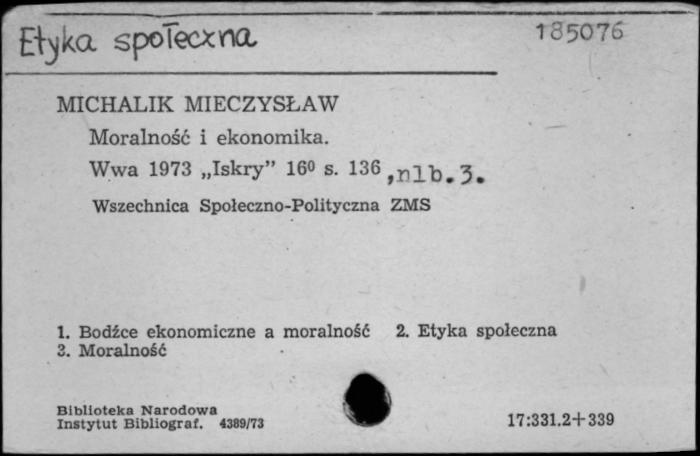 Etyka społeczna
185076
MICHALIK MIECZYSŁAW
Moralność i ekonomika.
Wwa 1973 „Iskry” 16⁰ s. 136 ,nlb.3.
Wszechnica Społeczno-Polityczna ZMS
1. Bodźce ekonomiczne a moralność 2. Etyka społeczna
3. Moralność
Biblioteka Narodowa
Instytut Bibliograf. 4389/73
17:331.2+339